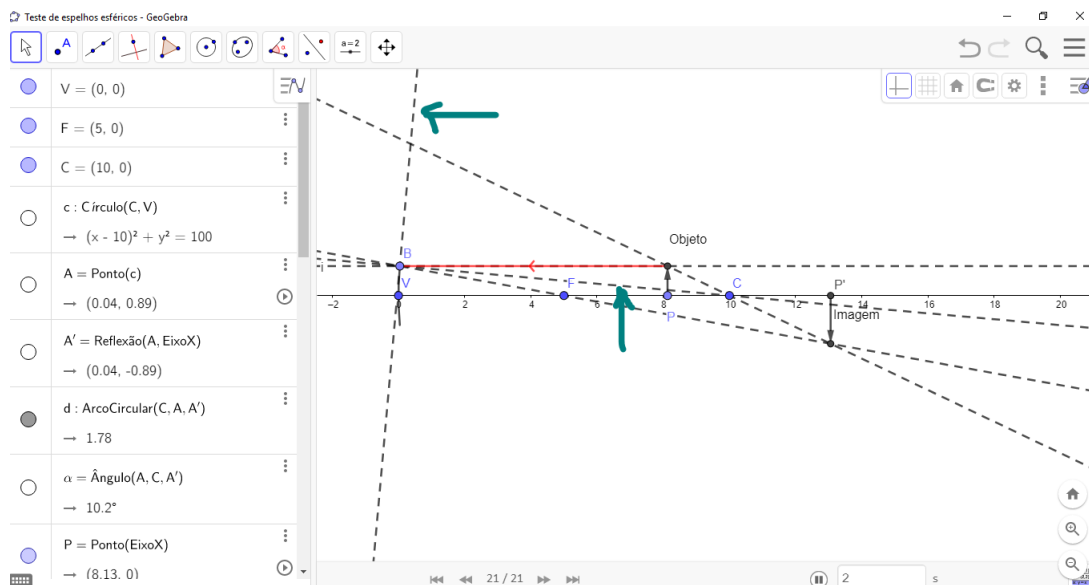 Teste de espelhos esféricos - GeoGebra
A
a=2
V = (0, 0)
F = (5, 0)
C = (10, 0)
c : Círculo(C, V)
→ (x - 10)² + y² = 100
A = Ponto(c)
→ (0.04, 0.89)
A′ = Reflexão(A, EixoX)
→ (0.04, -0.89)
d : ArcoCircular(C, A, A′)
→ 1.78
α = Ângulo(A, C, A′)
→ 10.2°
P = Ponto(EixoX)
→ (8.13, 0)
Objeto
B
i
V
F
C
P'
P
Imagem
−2 0 2 4 6 8 10 12 14 16 18 20
21 / 21
2 s